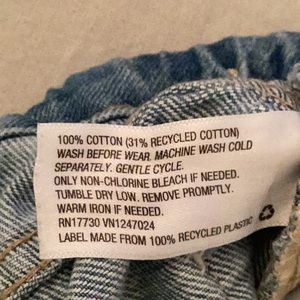 100% COTTON (31% RECYCLED COTTON)
WASH BEFORE WEAR. MACHINE WASH COLD
SEPARATELY. GENTLE CYCLE.
ONLY NON-CHLORINE BLEACH IF NEEDED.
TUMBLE DRY LOW. REMOVE PROMPTLY.
WARM IRON IF NEEDED.
RN17730 VN1247024
LABEL MADE FROM 100% RECYCLED PLASTIC